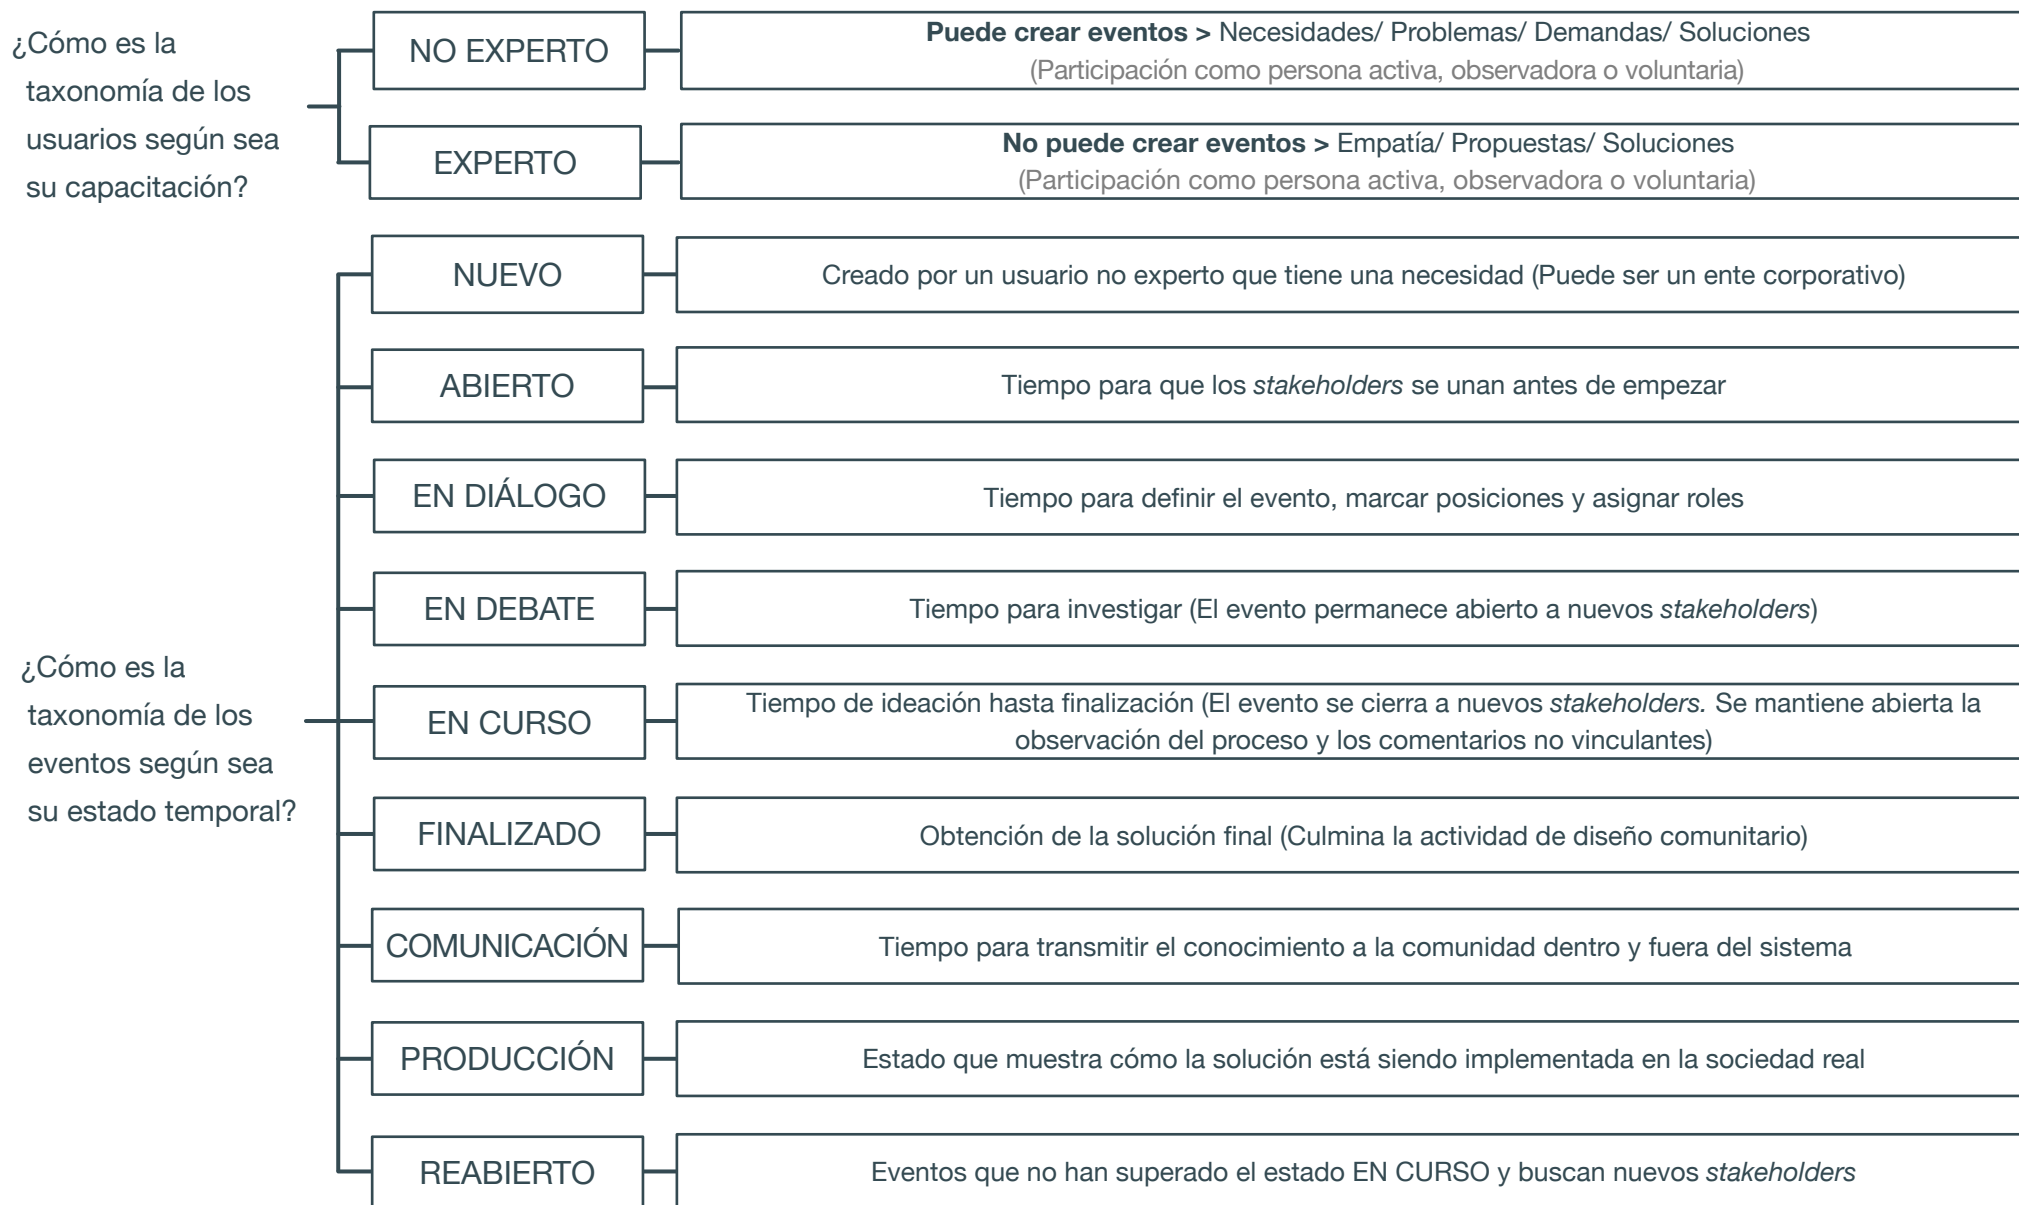 ¿Cómo es la
taxonomía de los
usuarios según sea
su capacitación?
NO EXPERTO
Puede crear eventos > Necesidades/ Problemas/ Demandas/ Soluciones
(Participación como persona activa, observadora o voluntaria)
EXPERTO
No puede crear eventos > Empatía/ Propuestas/ Soluciones
(Participación como persona activa, observadora o voluntaria)
¿Cómo es la
taxonomía de los
eventos según sea
su estado temporal?
NUEVO
Creado por un usuario no experto que tiene una necesidad (Puede ser un ente corporativo)
ABIERTO
Tiempo para que los stakeholders se unan antes de empezar
EN DIÁLOGO
Tiempo para definir el evento, marcar posiciones y asignar roles
EN DEBATE
Tiempo para investigar (El evento permanece abierto a nuevos stakeholders)
EN CURSO
Tiempo de ideación hasta finalización (El evento se cierra a nuevos stakeholders. Se mantiene abierta la
observación del proceso y los comentarios no vinculantes)
FINALIZADO
Obtención de la solución final (Culmina la actividad de diseño comunitario)
COMUNICACIÓN
Tiempo para transmitir el conocimiento a la comunidad dentro y fuera del sistema
PRODUCCIÓN
Estado que muestra cómo la solución está siendo implementada en la sociedad real
REABIERTO
Eventos que no han superado el estado EN CURSO y buscan nuevos stakeholders